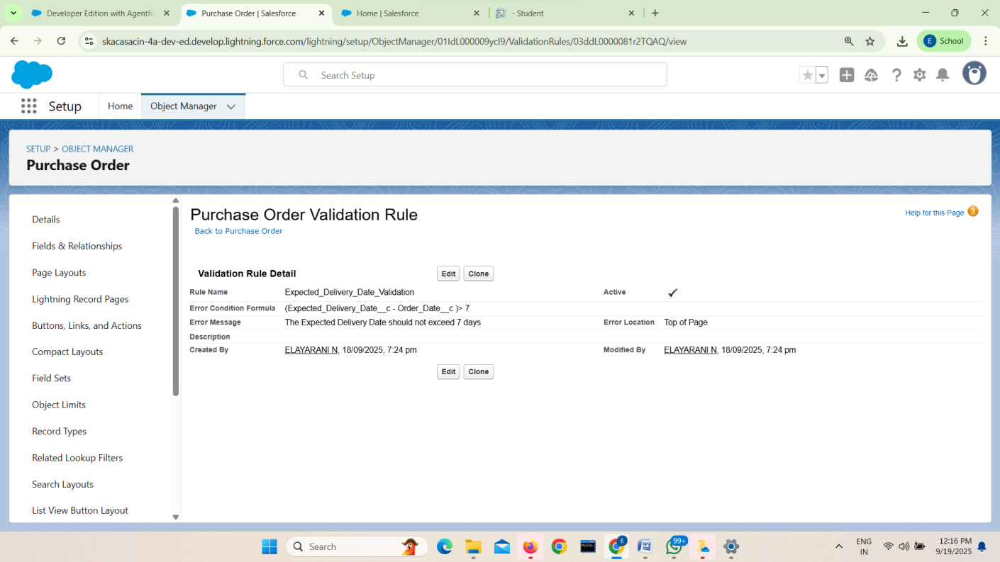 Developer Edition with Agentfo
Purchase Order | Salesforce
Home | Salesforce
- Student
skacasacin-4a-dev-ed.develop.lightning.force.com/lightning/setup/ObjectManager/01IdL000009ycI9/ValidationRules/03ddL0000081r2TQAQ/view
E School
Search Setup
Setup
Home
Object Manager
SETUP > OBJECT MANAGER
Purchase Order
Details
Fields & Relationships
Page Layouts
Lightning Record Pages
Buttons, Links, and Actions
Compact Layouts
Field Sets
Object Limits
Record Types
Related Lookup Filters
Search Layouts
List View Button Layout
Purchase Order Validation Rule
Help for this Page
Back to Purchase Order
Validation Rule Detail
Edit Clone
Rule Name Expected_Delivery_Date_Validation Active
Error Condition Formula (Expected_Delivery_Date__c - Order_Date__c )> 7
Error Message The Expected Delivery Date should not exceed 7 days Error Location Top of Page
Description
Created By ELAYARANI N, 18/09/2025, 7:24 pm Modified By ELAYARANI N, 18/09/2025, 7:24 pm
Edit Clone
Search
MySQL
E
99+
ENG
IN
12:16 PM
9/19/2025